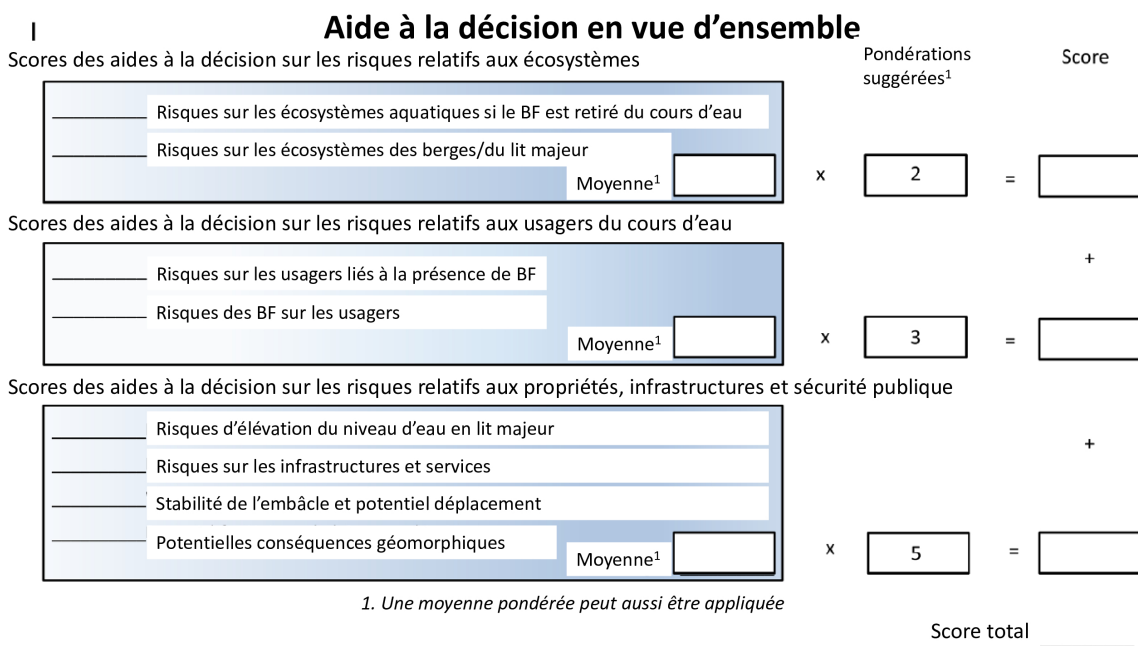 I
Aide à la décision en vue d’ensemble
Scores des aides à la décision sur les risques relatifs aux écosystèmes
Pondérations
suggérées¹
Score
Risques sur les écosystèmes aquatiques si le BF est retiré du cours d’eau
Risques sur les écosystèmes des berges/du lit majeur
Moyenne¹
x
2
=
Scores des aides à la décision sur les risques relatifs aux usagers du cours d’eau
+
Risques sur les usagers liés à la présence de BF
Risques des BF sur les usagers
Moyenne¹
x
3
=
Scores des aides à la décision sur les risques relatifs aux propriétés, infrastructures et sécurité publique
+
Risques d’élévation du niveau d’eau en lit majeur
Risques sur les infrastructures et services
Stabilité de l’embâcle et potentiel déplacement
Potentielles conséquences géomorphiques
Moyenne¹
x
5
=
1. Une moyenne pondérée peut aussi être appliquée
Score total